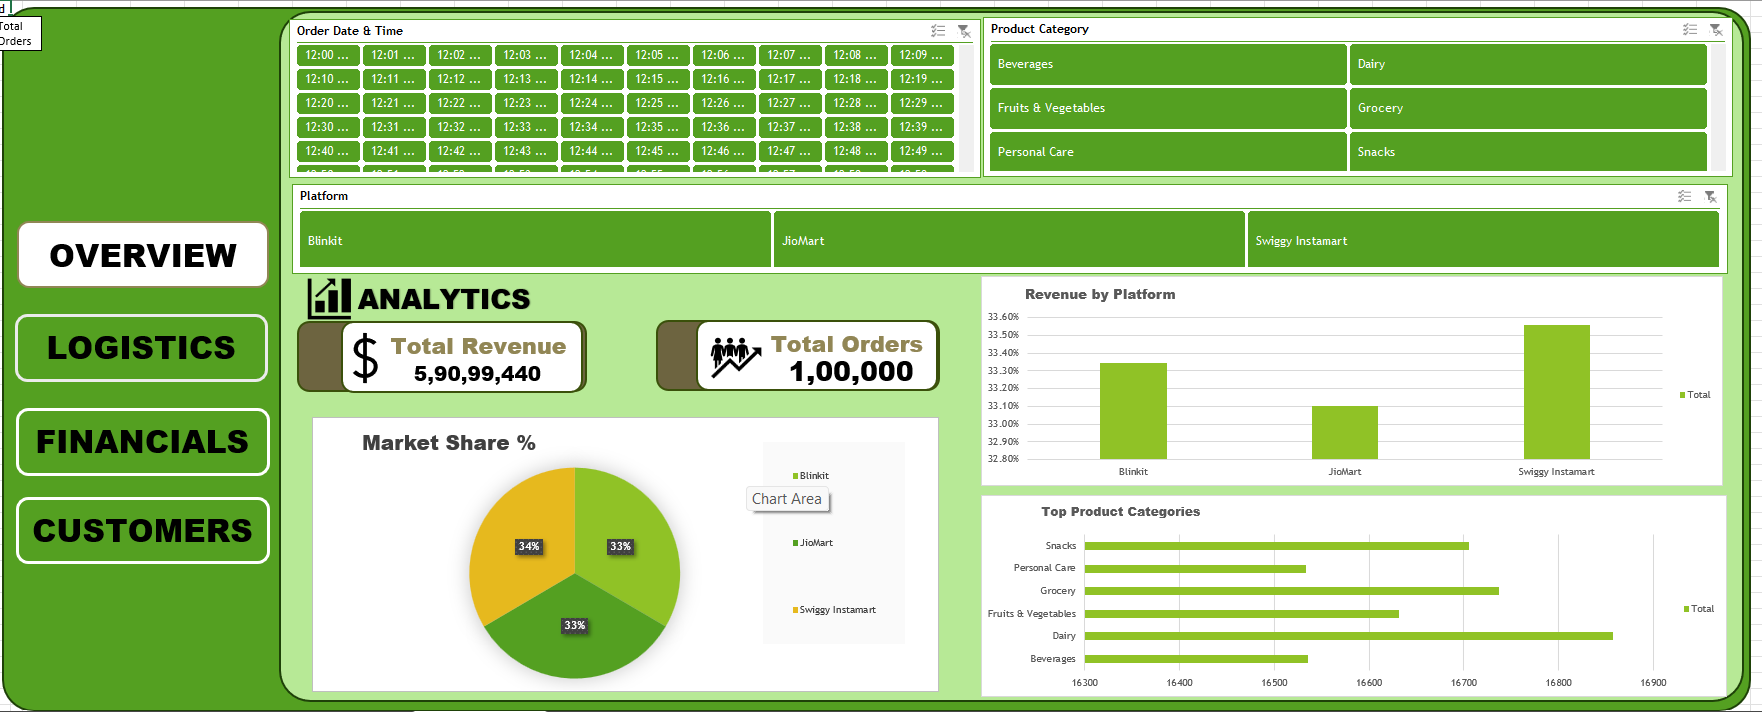 d
Total
Orders
Order Date & Time
12:00 ... 12:01 ... 12:02 ... 12:03 ... 12:04 ... 12:05 ... 12:06 ... 12:07 ... 12:08 ... 12:09 ...
12:10 ... 12:11 ... 12:12 ... 12:13 ... 12:14 ... 12:15 ... 12:16 ... 12:17 ... 12:18 ... 12:19 ...
12:20 ... 12:21 ... 12:22 ... 12:23 ... 12:24 ... 12:25 ... 12:26 ... 12:27 ... 12:28 ... 12:29 ...
12:30 ... 12:31 ... 12:32 ... 12:33 ... 12:34 ... 12:35 ... 12:36 ... 12:37 ... 12:38 ... 12:39 ...
12:40 ... 12:41 ... 12:42 ... 12:43 ... 12:44 ... 12:45 ... 12:46 ... 12:47 ... 12:48 ... 12:49 ...
Product Category
Beverages Dairy
Fruits & Vegetables Grocery
Personal Care Snacks
Platform
Blinkit JioMart Swiggy Instamart
OVERVIEW
LOGISTICS
FINANCIALS
CUSTOMERS
ANALYTICS
$ Total Revenue
5,90,99,440
Total Orders
1,00,000
Market Share %
34% 33%
33%
Blinkit
Chart Area
JioMart
Swiggy Instamart
Revenue by Platform
33.60%
33.50%
33.40%
33.30%
33.20%
33.10%
33.00%
32.90%
32.80%
Blinkit JioMart Swiggy Instamart
Total
Top Product Categories
Snacks
Personal Care
Grocery
Fruits & Vegetables
Dairy
Beverages
16300 16400 16500 16600 16700 16800 16900
Total